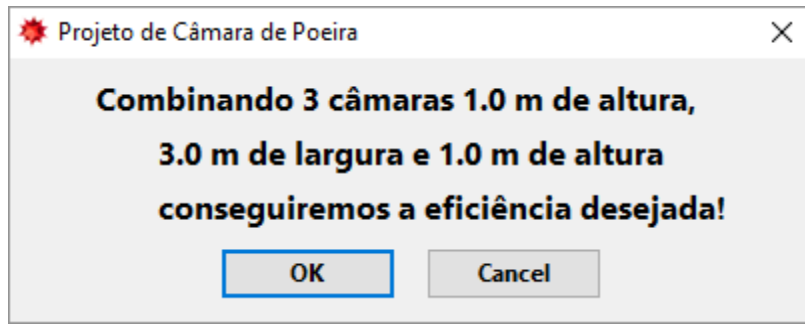 Projeto de Câmara de Poeira
Combinando 3 câmaras 1.0 m de altura,
3.0 m de largura e 1.0 m de altura
conseguiremos a eficiência desejada!
OK Cancel